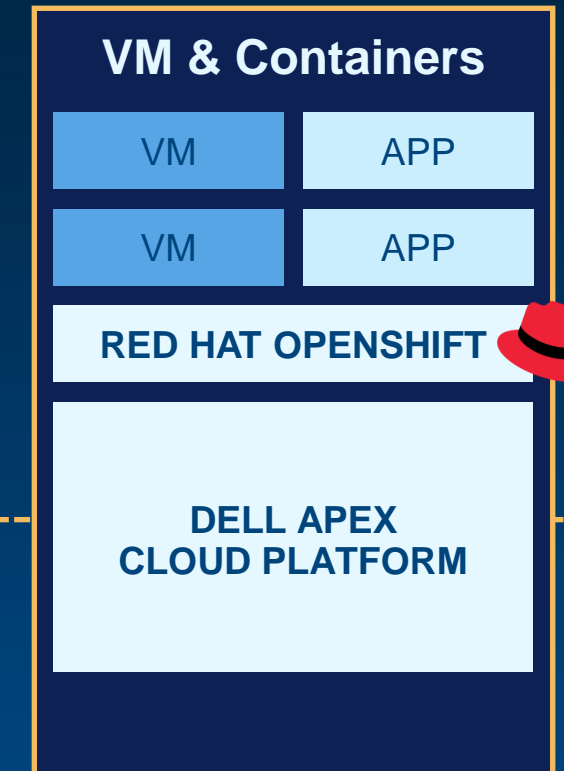 VM & Containers
VM APP
VM APP
RED HAT OPENSHIFT
DELL APEX
CLOUD PLATFORM